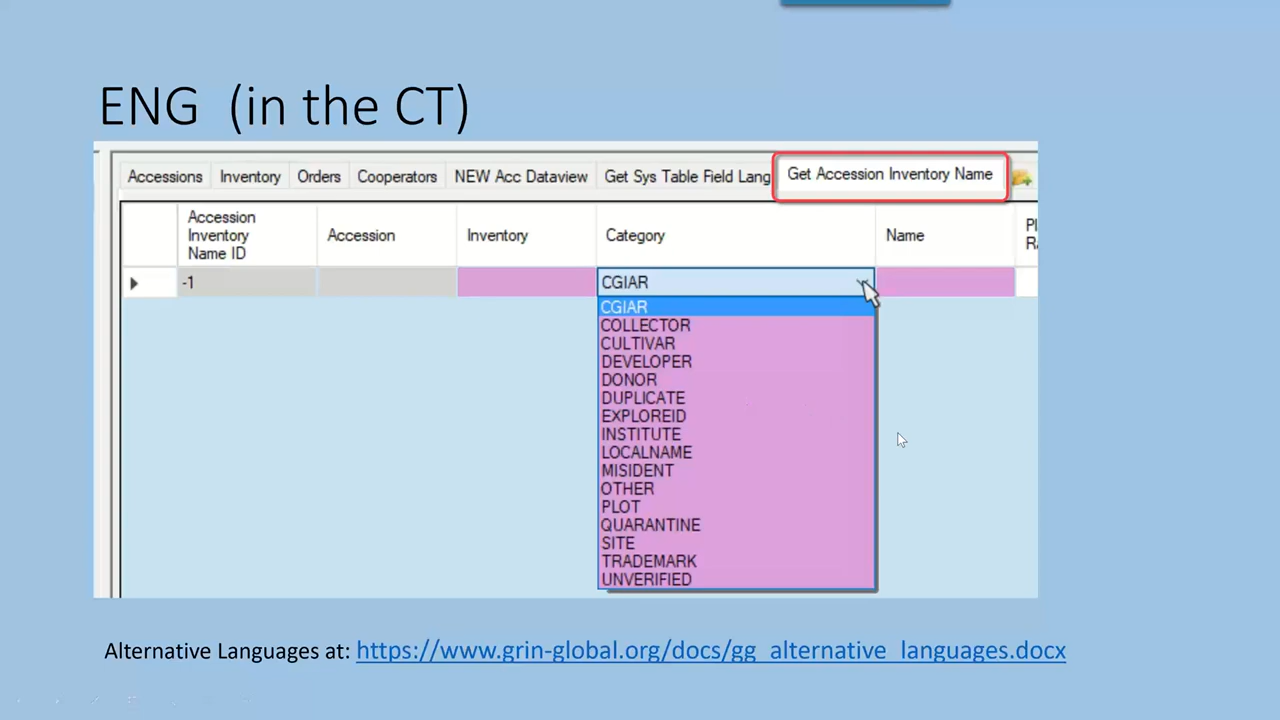 ENG (in the CT)
Accessions Inventory Orders Cooperators NEW Acc Dataview Get Sys Table Field Lang Get Accession Inventory Name
Accession Inventory Name ID Accession Inventory Category Name
-1 CGIAR
CGIAR
COLLECTOR
CULTIVAR
DEVELOPER
DONOR
DUPLICATE
EXPLOREID
INSTITUTE
LOCALNAME
MISIDENT
OTHER
PLOT
QUARANTINE
SITE
TRADEMARK
UNVERIFIED
Alternative Languages at: https://www.grin-global.org/docs/gg_alternative_languages.docx